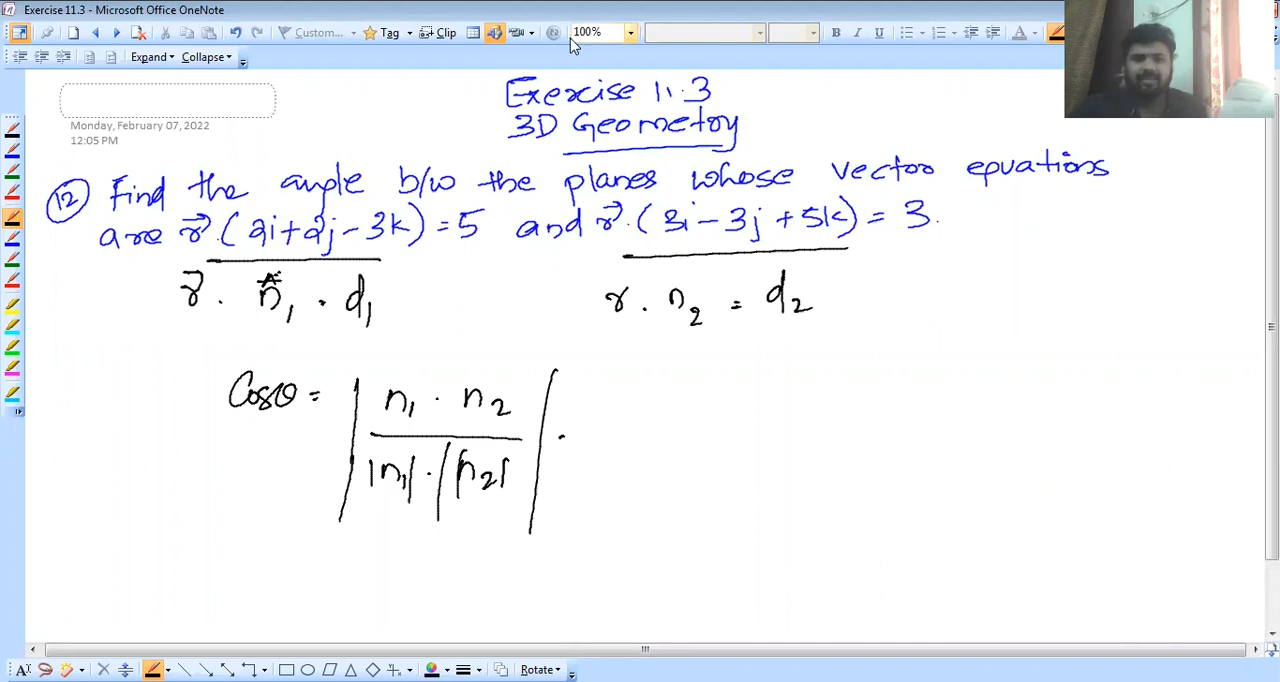 Exercise 11.3 - Microsoft Office OneNote
Custom... Tag Clip 100% B I U A
Expand Collapse
Monday, February 07, 2022
12:05 PM
Exercise 11.3
3D Geometry
(12) Find the angle b/w the planes whose vector equations
are r⃗.(2i+2j-3k)=5 and r⃗.(3i-3j+5k)=3.
r⃗. n̂₁ = d₁ r. n₂ = d₂
Cosθ = | n₁ . n₂ / |n₁| . |n₂| |
Rotate